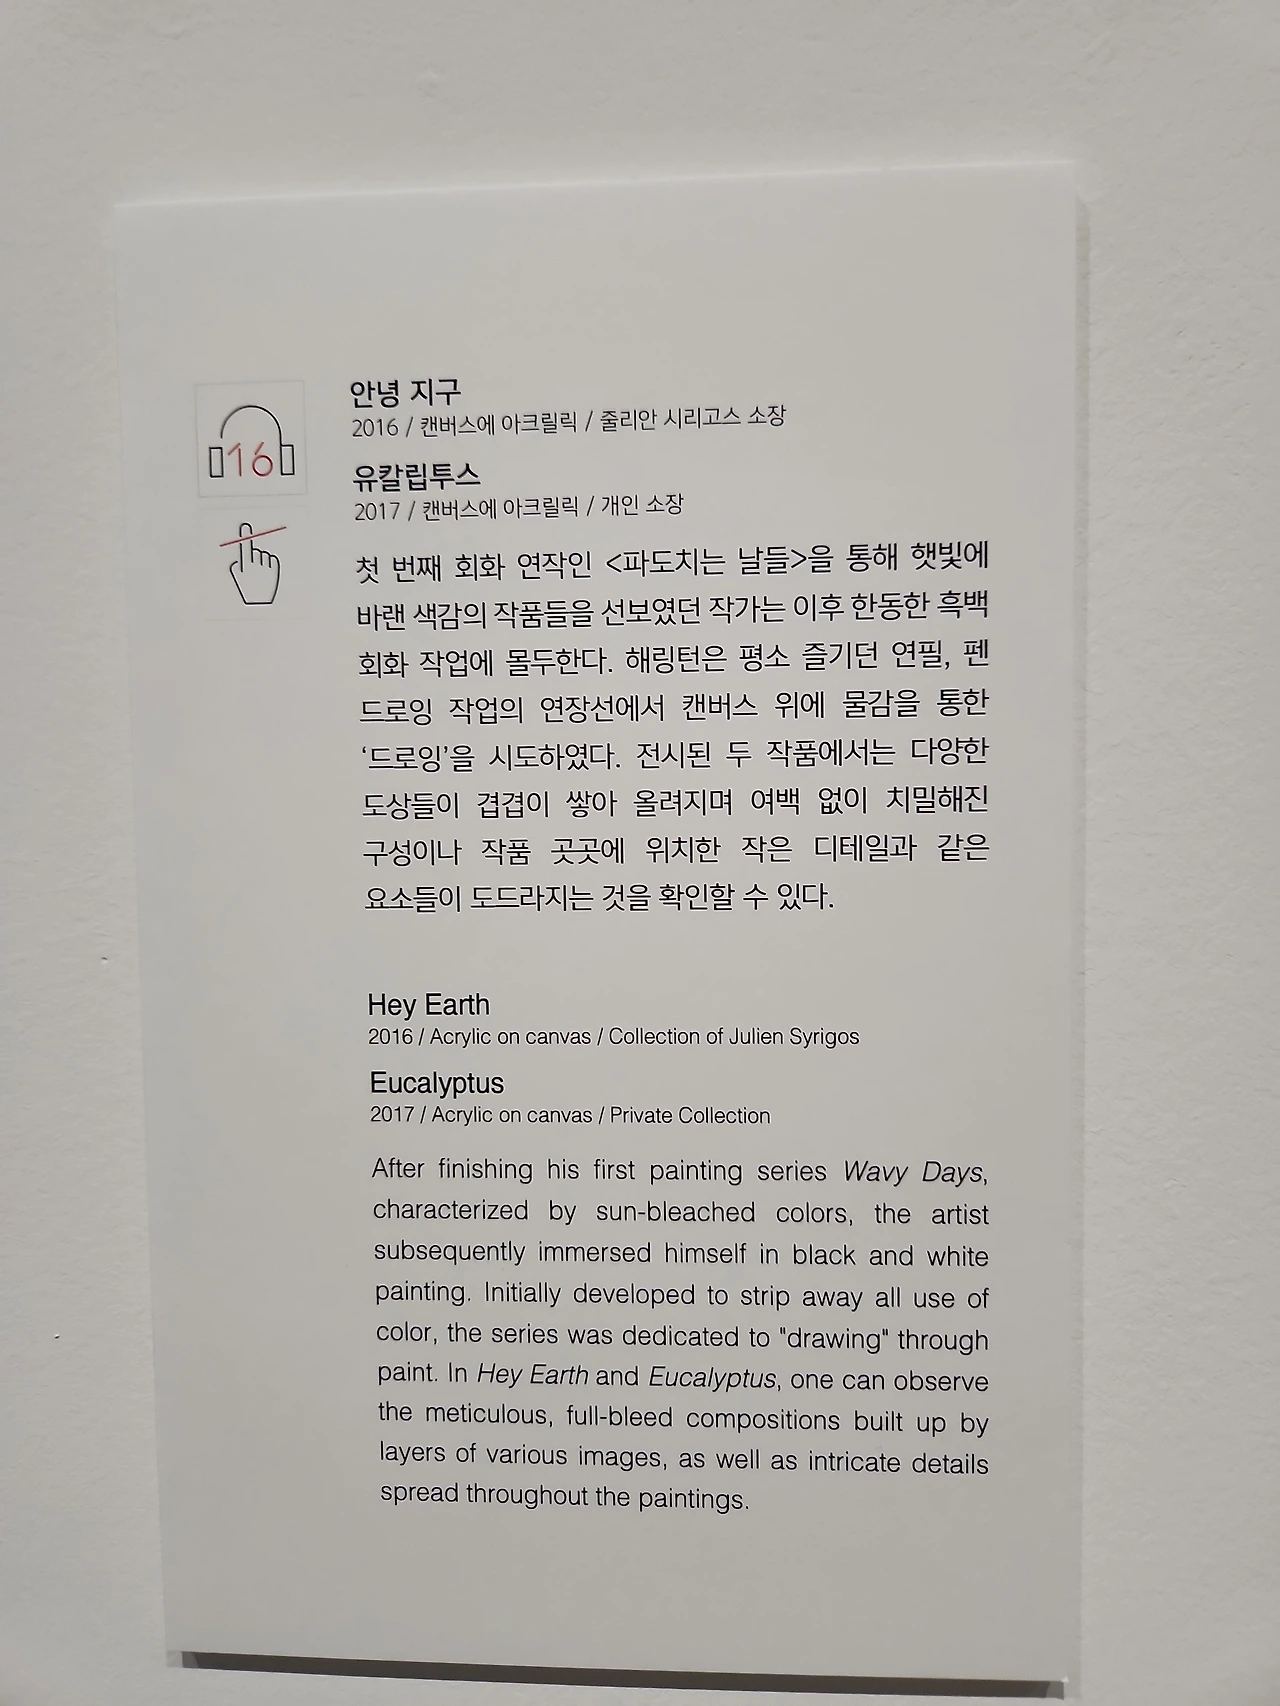 16
안녕 지구
2016 / 캔버스에 아크릴릭 / 줄리안 시리고스 소장
유칼립투스
2017 / 캔버스에 아크릴릭 / 개인 소장
첫 번째 회화 연작인 <파도치는 날들>을 통해 햇빛에
바랜 색감의 작품들을 선보였던 작가는 이후 한동한 흑백
회화 작업에 몰두한다. 해링턴은 평소 즐기던 연필, 펜
드로잉 작업의 연장선에서 캔버스 위에 물감을 통한
‘드로잉’을 시도하였다. 전시된 두 작품에서는 다양한
도상들이 겹겹이 쌓아 올려지며 여백 없이 치밀해진
구성이나 작품 곳곳에 위치한 작은 디테일과 같은
요소들이 도드라지는 것을 확인할 수 있다.
Hey Earth
2016 / Acrylic on canvas / Collection of Julien Syrigos
Eucalyptus
2017 / Acrylic on canvas / Private Collection
After finishing his first painting series Wavy Days,
characterized by sun-bleached colors, the artist
subsequently immersed himself in black and white
painting. Initially developed to strip away all use of
color, the series was dedicated to "drawing" through
paint. In Hey Earth and Eucalyptus, one can observe
the meticulous, full-bleed compositions built up by
layers of various images, as well as intricate details
spread throughout the paintings.